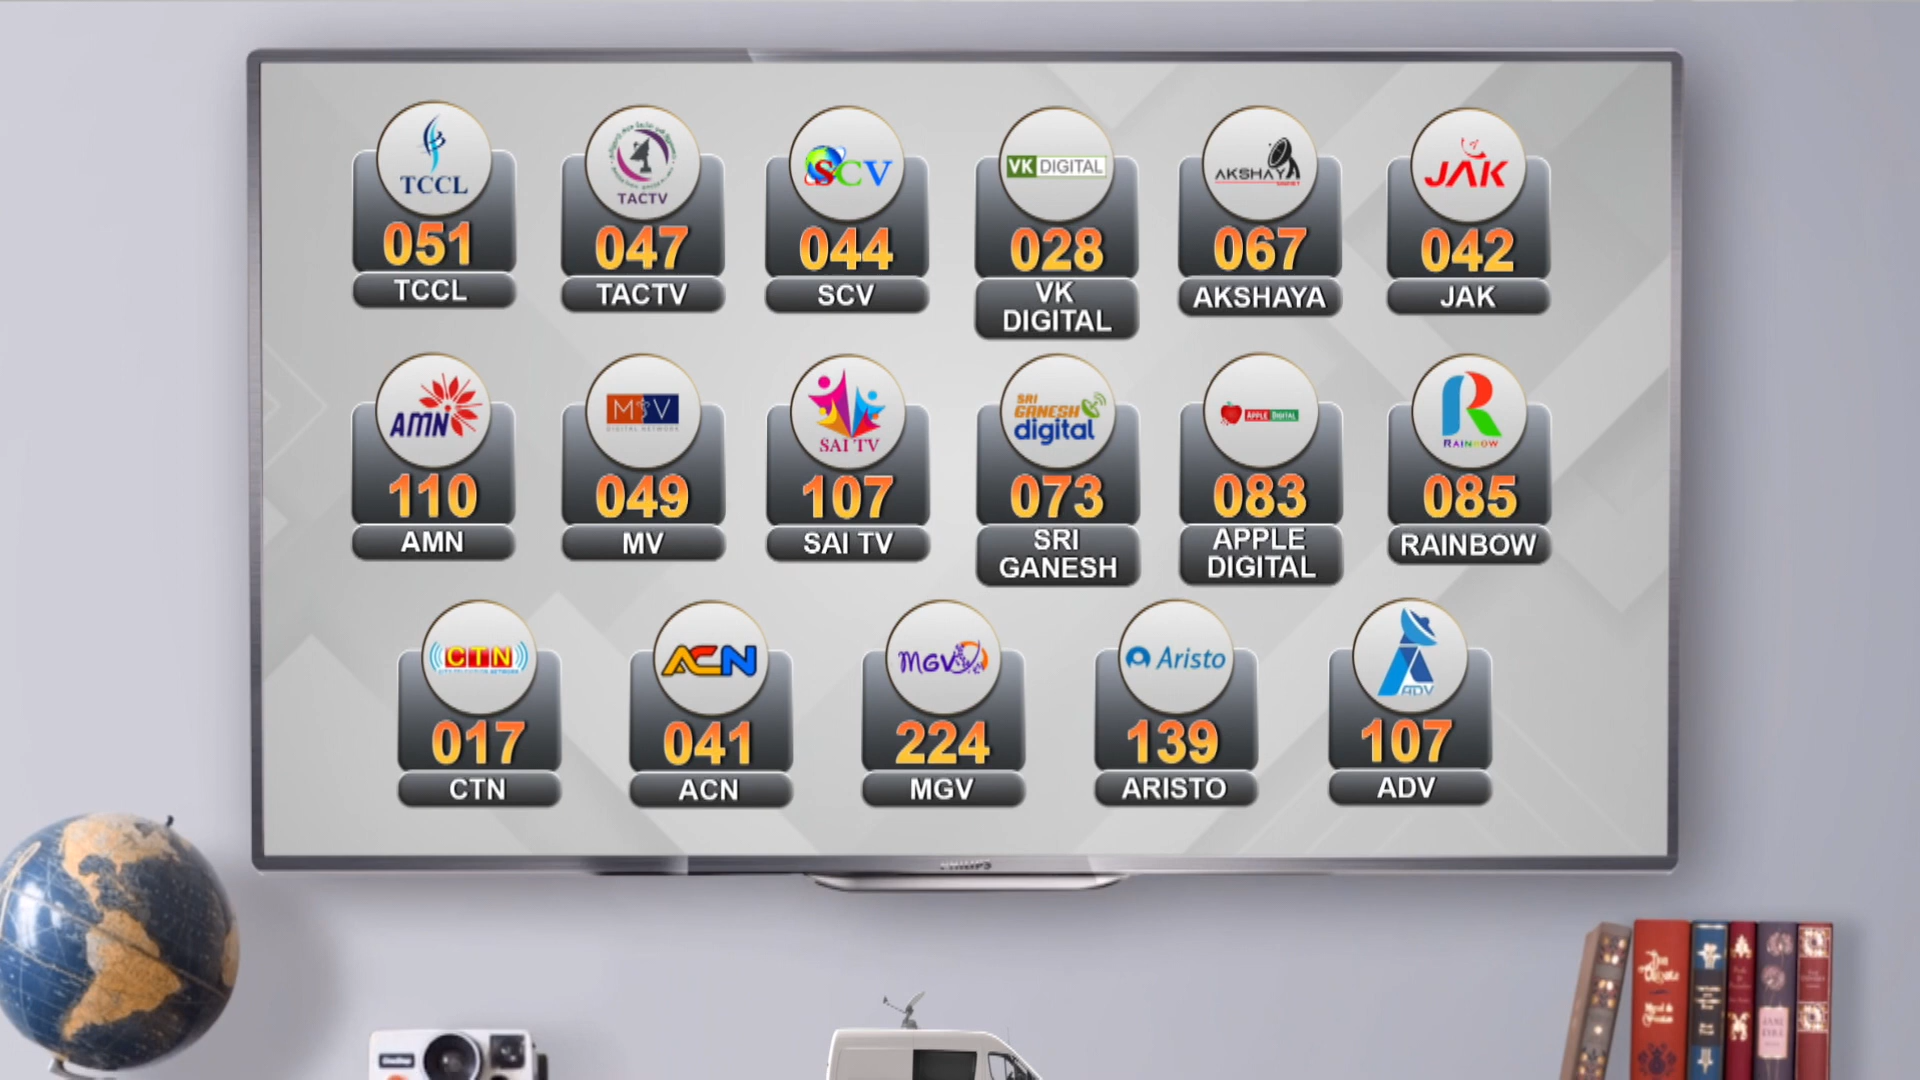 TCCL
TACTV
SCV
VK DIGITAL
AKSHAYA
JAK
051
047
044
028
067
042
TCCL
TACTV
SCV
VK
DIGITAL
AKSHAYA
JAK
AMN
MV
DIGITAL NETWORK
SAI TV
SRI
GANESH
digital
APPLE DIGITAL
RAINBOW
110
049
107
073
083
085
AMN
MV
SAI TV
SRI
GANESH
APPLE
DIGITAL
RAINBOW
CTN
ACN
MGV
Aristo
ADV
017
041
224
139
107
CTN
ACN
MGV
ARISTO
ADV
PHILIPS